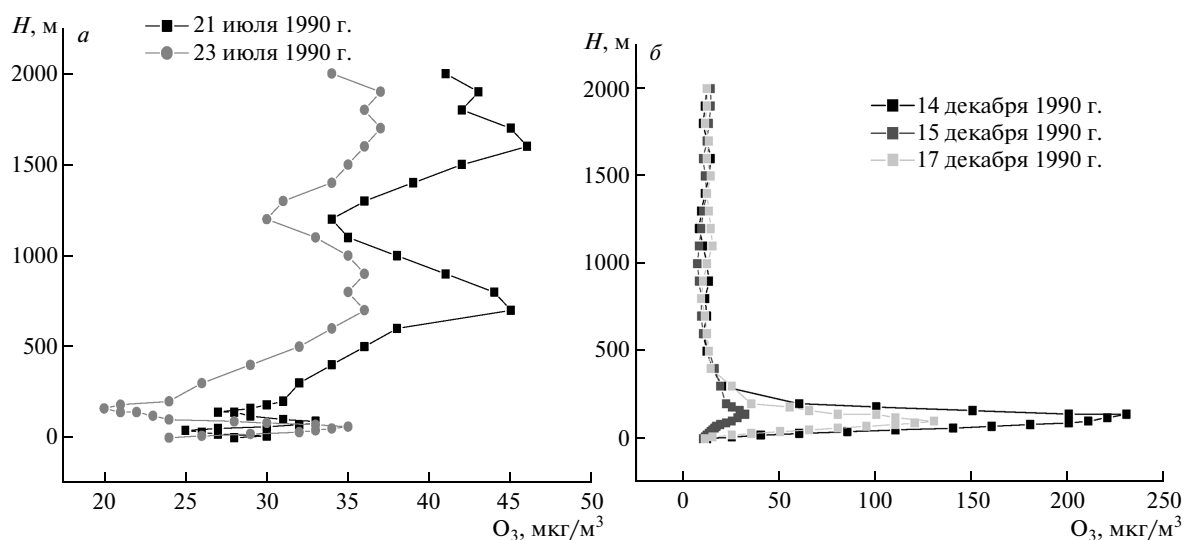 H, м
а
21 июля 1990 г.
23 июля 1990 г.
2000
1500
1000
500
0
20 25 30 35 40 45 50
O₃, мкг/м³
H, м
б
14 декабря 1990 г.
15 декабря 1990 г.
17 декабря 1990 г.
2000
1500
1000
500
0
0 50 100 150 200 250
O₃, мкг/м³